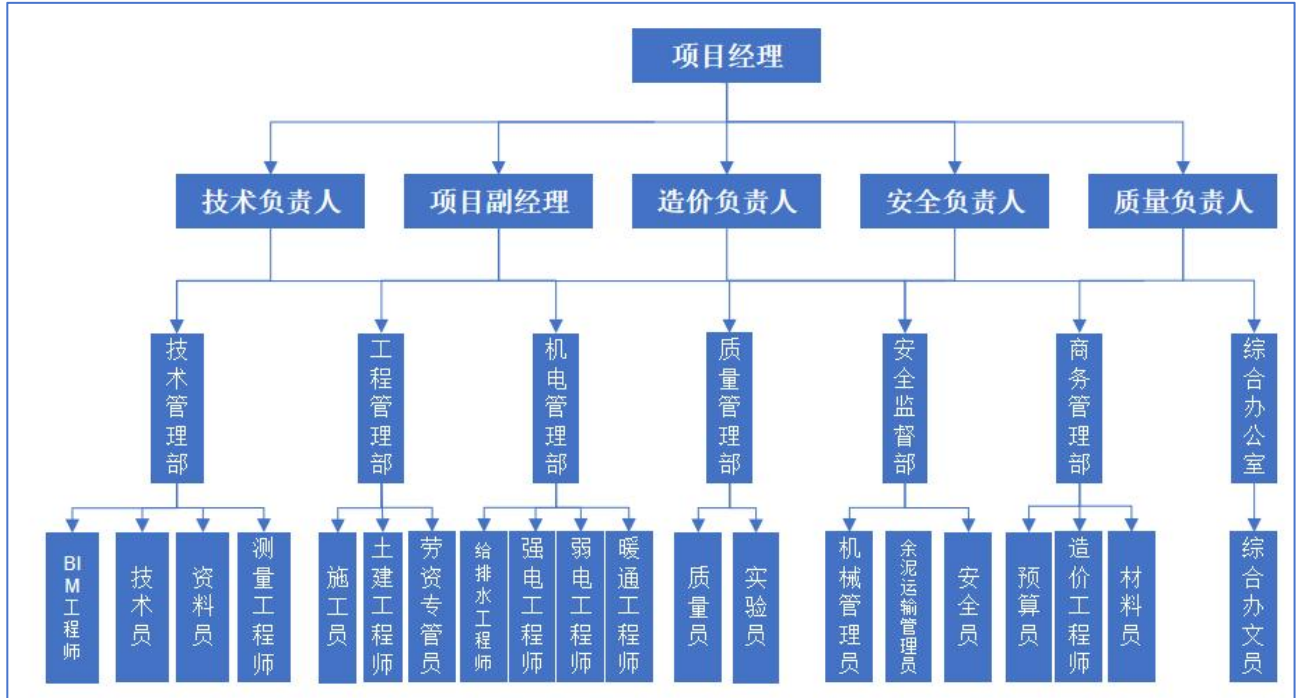 项目经理
技术负责人
项目副经理
造价负责人
安全负责人
质量负责人
技术管理部
工程管理部
机电管理部
质量管理部
安全监督部
商务管理部
综合办公室
BIM工程师
技术员
资料员
测量工程师
施工员
土建工程师
劳资专管员
给排水工程师
强电工程师
弱电工程师
暖通工程师
质量员
实验员
机械管理员
余泥运输管理员
安全员
预算员
造价工程师
材料员
综合办文员